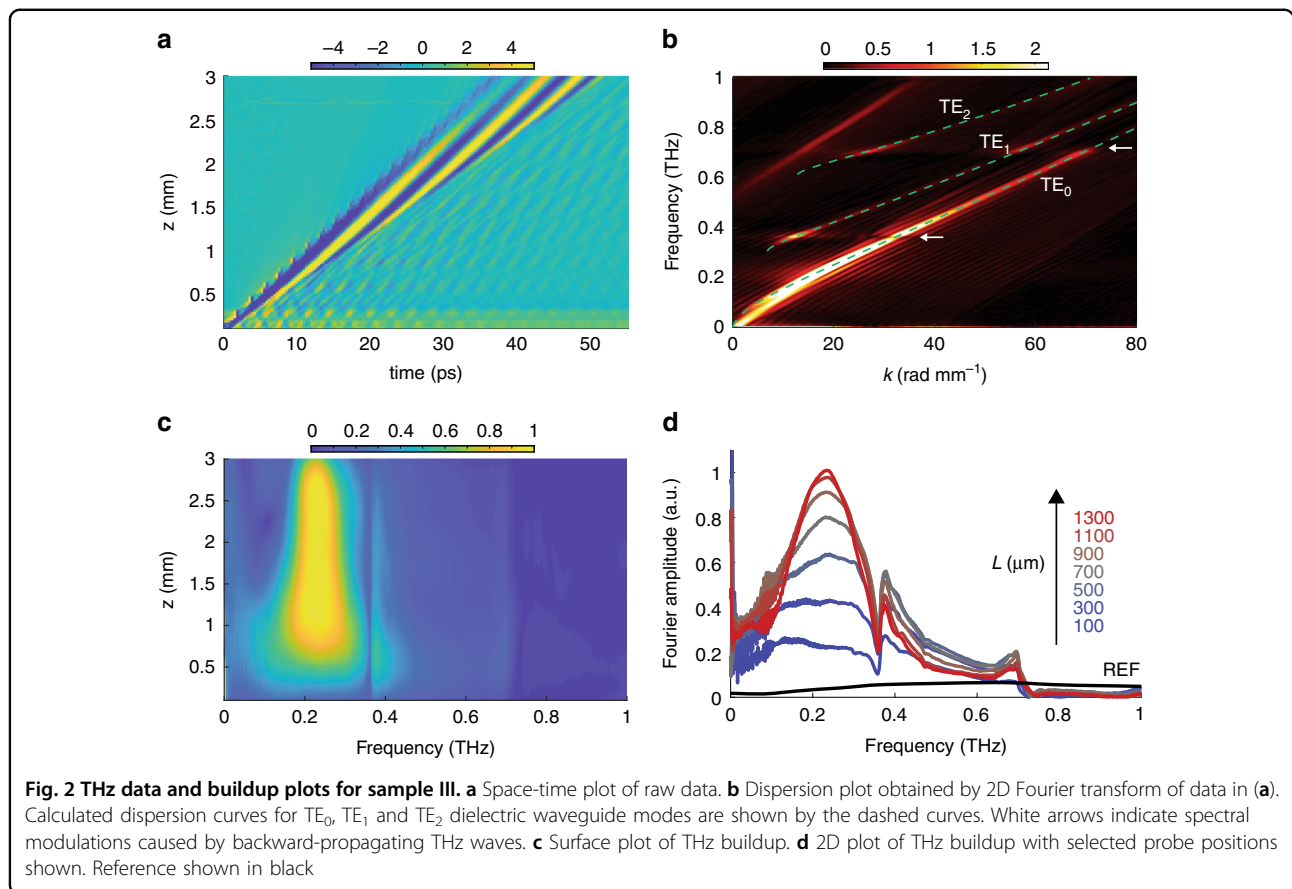 a
−4 −2 0 2 4
3
2.5
2
1.5
1
0.5
z (mm)
0 10 20 30 40 50
time (ps)
b
0 0.5 1 1.5 2
1
0.8
0.6
0.4
0.2
0
Frequency (THz)
TE2
TE1
TE0
0 20 40 60 80
k (rad mm−1)
c
0 0.2 0.4 0.6 0.8 1
3
2.5
2
1.5
1
0.5
z (mm)
0 0.2 0.4 0.6 0.8 1
Frequency (THz)
d
1
0.8
0.6
0.4
0.2
0
Fourier amplitude (a.u.)
L (μm)
1300
1100
900
700
500
300
100
REF
0 0.2 0.4 0.6 0.8 1
Frequency (THz)
Fig. 2 THz data and buildup plots for sample III. a Space-time plot of raw data. b Dispersion plot obtained by 2D Fourier transform of data in (a).
Calculated dispersion curves for TE0, TE1 and TE2 dielectric waveguide modes are shown by the dashed curves. White arrows indicate spectral
modulations caused by backward-propagating THz waves. c Surface plot of THz buildup. d 2D plot of THz buildup with selected probe positions
shown. Reference shown in black